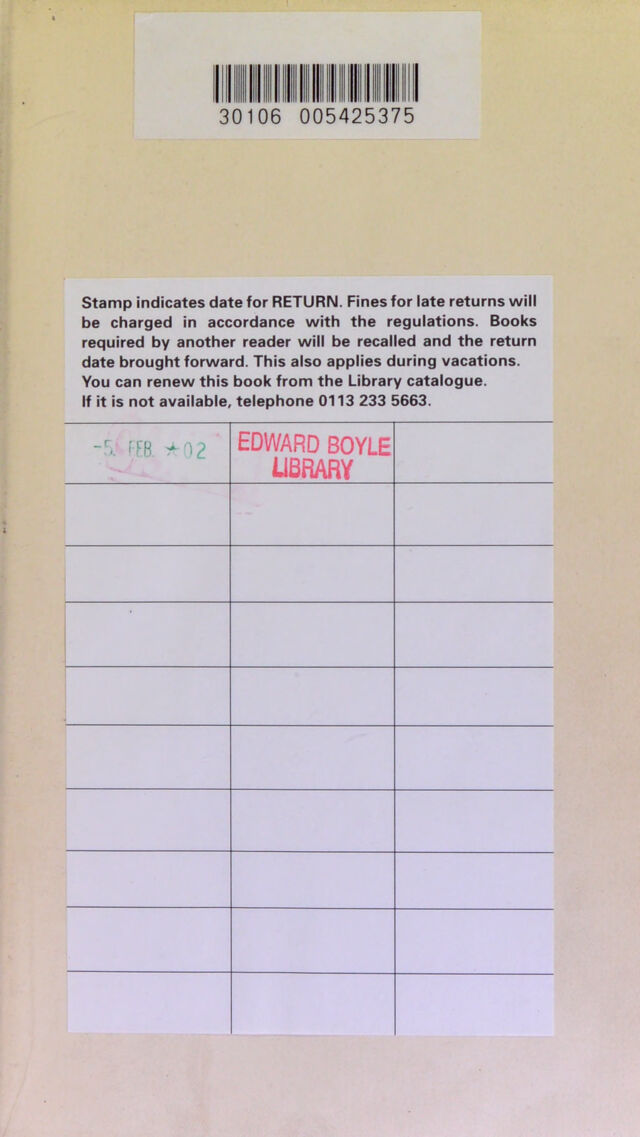 30106 005425375
Stamp indicates date for RETURN. Fines for late returns will
be charged in accordance with the regulations. Books
required by another reader will be recalled and the return
date brought forward. This also applies during vacations.
You can renew this book from the Library catalogue.
If it is not available, telephone 0113 233 5663.
-5. FEB. ★02
EDWARD BOYLE
LIBRARY